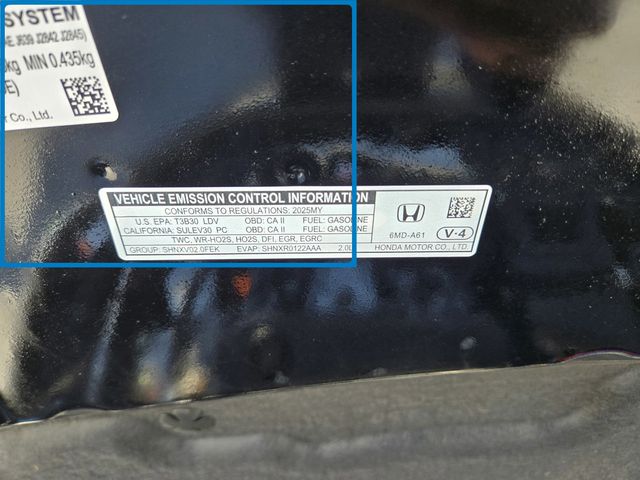 SYSTEM
J639 J2842 J2845)
kg MIN 0.435kg
Co., Ltd.
VEHICLE EMISSION CONTROL INFORMATION
CONFORMS TO REGULATIONS: 2025MY
U.S. EPA: T3B30 LDV OBD: CA II FUEL: GASOLINE
CALIFORNIA: SULEV30 PC OBD: CA II FUEL: GASOLINE
TWC, WR-HO2S, HO2S, DFI, EGR, EGRC
GROUP: SHNXV02.0FEK EVAP: SHNXR0122AAA 2.0L
6MD-A61
V-4
HONDA MOTOR CO., LTD.